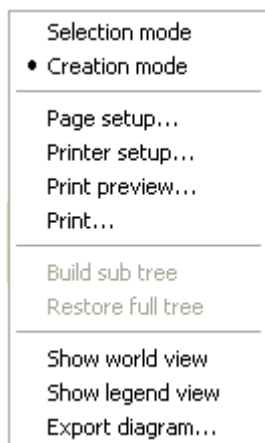 Selection mode
• Creation mode
Page setup...
Printer setup...
Print preview...
Print...
Build sub tree
Restore full tree
Show world view
Show legend view
Export diagram...